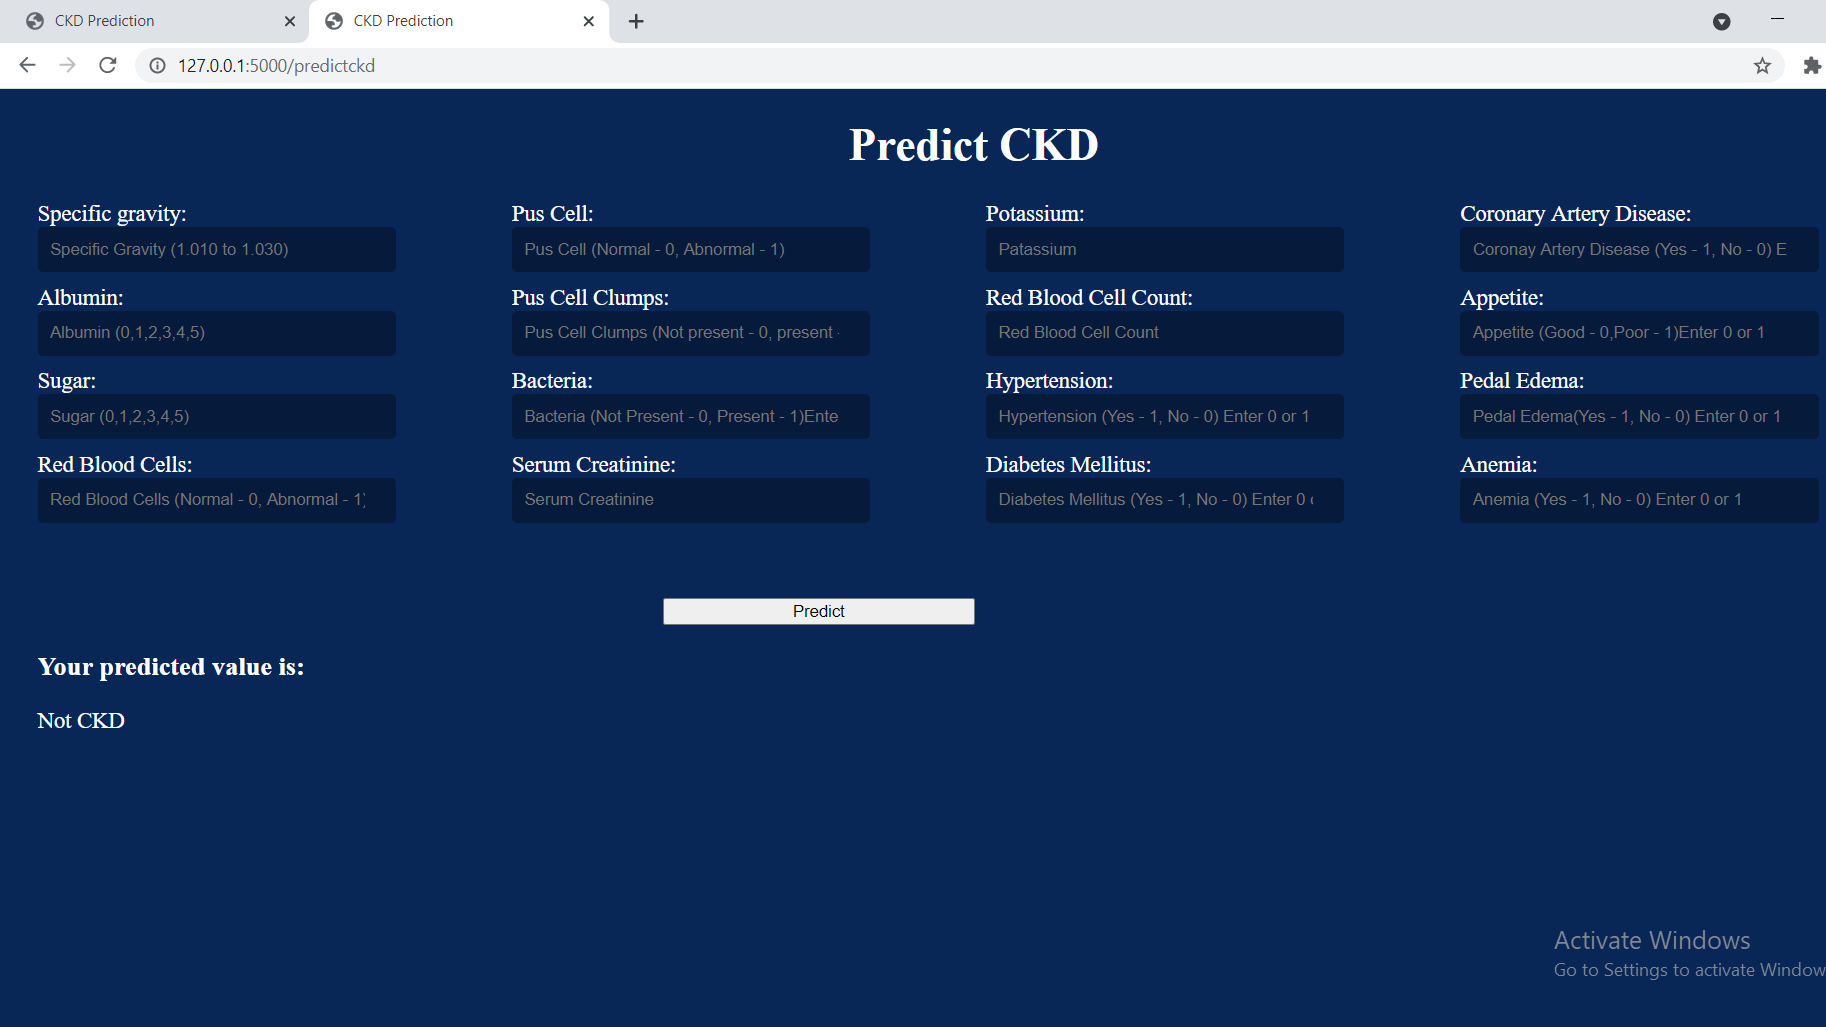 CKD Prediction
CKD Prediction
127.0.0.1:5000/predictckd
Predict CKD
Specific gravity:
Specific Gravity (1.010 to 1.030)
Albumin:
Albumin (0,1,2,3,4,5)
Sugar:
Sugar (0,1,2,3,4,5)
Red Blood Cells:
Red Blood Cells (Normal - 0, Abnormal - 1)
Pus Cell:
Pus Cell (Normal - 0, Abnormal - 1)
Pus Cell Clumps:
Pus Cell Clumps (Not present - 0, present -
Bacteria:
Bacteria (Not Present - 0, Present - 1)Ente
Serum Creatinine:
Serum Creatinine
Potassium:
Patassium
Red Blood Cell Count:
Red Blood Cell Count
Hypertension:
Hypertension (Yes - 1, No - 0) Enter 0 or 1
Diabetes Mellitus:
Diabetes Mellitus (Yes - 1, No - 0) Enter 0
Coronary Artery Disease:
Coronay Artery Disease (Yes - 1, No - 0) E
Appetite:
Appetite (Good - 0,Poor - 1)Enter 0 or 1
Pedal Edema:
Pedal Edema(Yes - 1, No - 0) Enter 0 or 1
Anemia:
Anemia (Yes - 1, No - 0) Enter 0 or 1
Predict
Your predicted value is:
Not CKD
Activate Windows
Go to Settings to activate Window